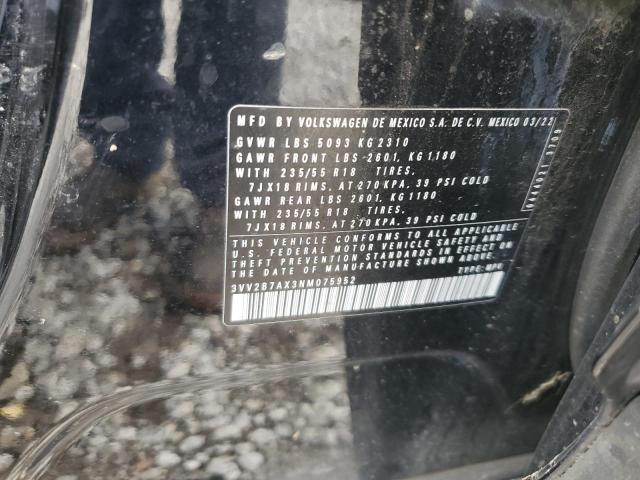 MFD BY VOLKSWAGEN DE MEXICO S.A. DE C.V. MEXICO 03/22
GVWR LBS 5093 KG 2310
GAWR FRONT LBS-2601, KG 1180
WITH 235/55 R18 TIRES.
7JX18 RIMS, AT 270 KPA, 39 PSI COLD
GAWR REAR LBS 2601, KG 1180
WITH 235/55 R18 TIRES.
7JX18 RIMS, AT 270 KPA, 39 PSI COLD
THIS VEHICLE CONFORMS TO ALL APPLICABLE
U.S. FEDERAL MOTOR VEHICLE SAFETY AND
THEFT PREVENTION STANDARDS IN EFFECT ON
THE DATE OF MANUFACTURE SHOWN ABOVE.
3VV2B7AX3NM075952
TYPE: MPV